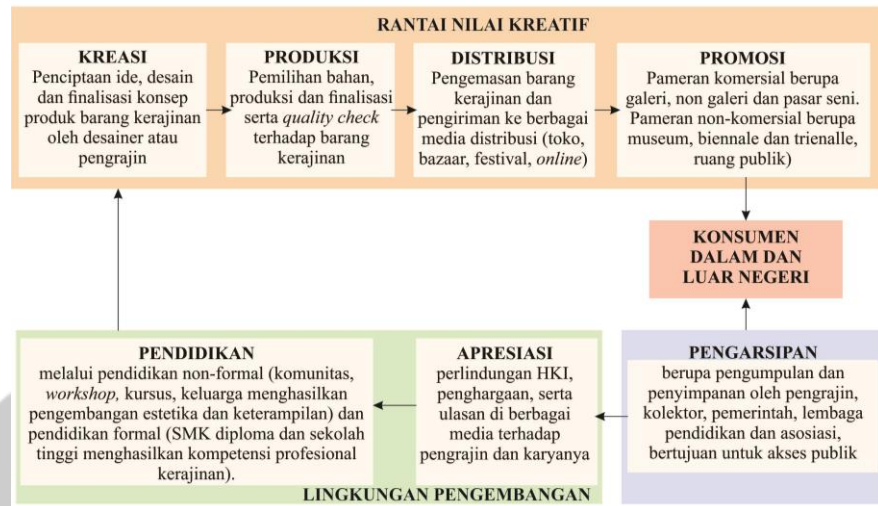 RANTAI NILAI KREATIF
KREASI
Penciptaan ide, desain
dan finalisasi konsep
produk barang kerajinan
oleh desainer atau
pengrajin
PRODUKSI
Pemilihan bahan,
produksi dan finalisasi
serta quality check
terhadap barang
kerajinan
DISTRIBUSI
Pengemasan barang
kerajinan dan
pengiriman ke berbagai
media distribusi (toko,
bazaar, festival, online)
PROMOSI
Pameran komersial berupa
galeri, non galeri dan pasar seni.
Pameran non-komersial berupa
museum, biennale dan trienalle,
ruang publik)
KONSUMEN
DALAM DAN
LUAR NEGERI
PENDIDIKAN
melalui pendidikan non-formal (komunitas,
workshop, kursus, keluarga menghasilkan
pengembangan estetika dan keterampilan) dan
pendidikan formal (SMK diploma dan sekolah
tinggi menghasilkan kompetensi profesional
kerajinan).
APRESIASI
perlindungan HKI,
penghargaan, serta
ulasan di berbagai
media terhadap
pengrajin dan karyanya
PENGARSIPAN
berupa pengumpulan dan
penyimpanan oleh pengrajin,
kolektor, pemerintah, lembaga
pendidikan dan asosiasi,
bertujuan untuk akses publik
LINGKUNGAN PENGEMBANGAN